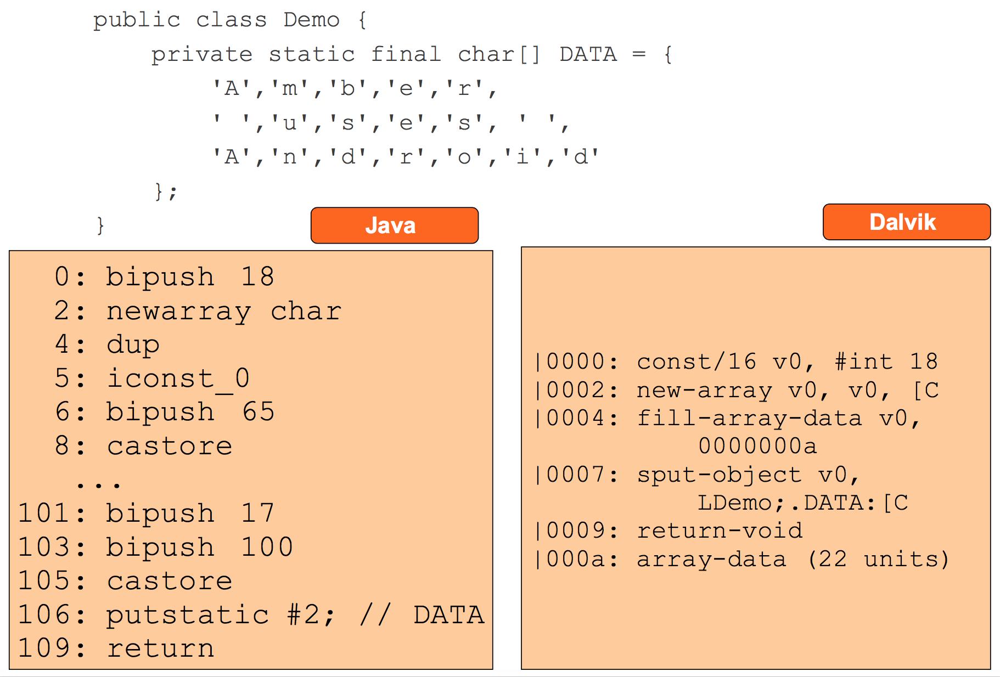 public class Demo {
private static final char[] DATA = {
'A','m','b','e','r',
' ','u','s','e','s', ' ',
'A','n','d','r','o','i','d'
};
}
Java
0: bipush 18
2: newarray char
4: dup
5: iconst_0
6: bipush 65
8: castore
...
101: bipush 17
103: bipush 100
105: castore
106: putstatic #2; // DATA
109: return
Dalvik
|0000: const/16 v0, #int 18
|0002: new-array v0, v0, [C
|0004: fill-array-data v0,
0000000a
|0007: sput-object v0,
LDemo;.DATA:[C
|0009: return-void
|000a: array-data (22 units)